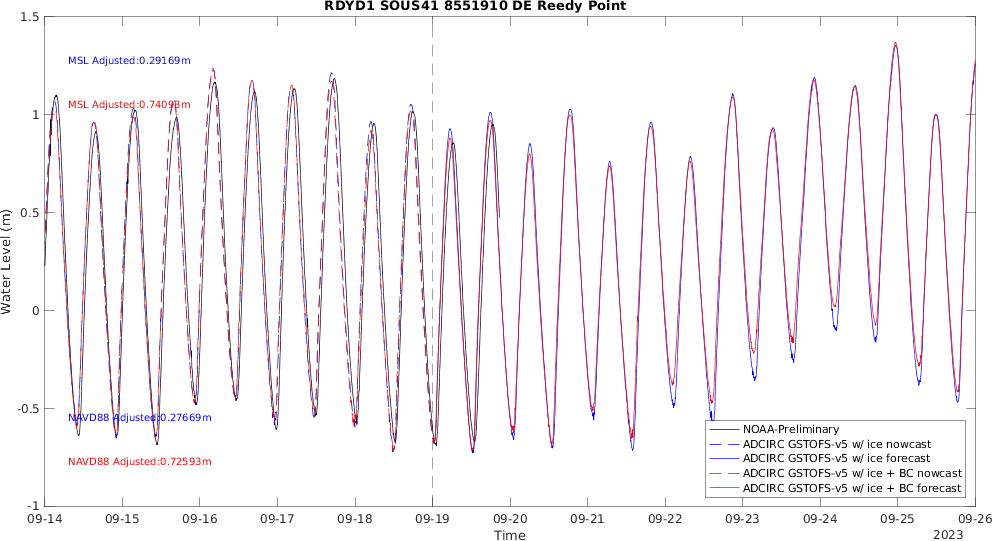 RDYD1 SOUS41 8551910 DE Reedy Point
1.5
1
0.5
0
-0.5
-1
Water Level (m)
MSL Adjusted:0.29169m
MSL Adjusted:0.74093m
NAVD88 Adjusted:0.27669m
NAVD88 Adjusted:0.72593m
NOAA-Preliminary
ADCIRC GSTOFS-v5 w/ ice nowcast
ADCIRC GSTOFS-v5 w/ ice forecast
ADCIRC GSTOFS-v5 w/ ice + BC nowcast
ADCIRC GSTOFS-v5 w/ ice + BC forecast
09-14 09-15 09-16 09-17 09-18 09-19 09-20 09-21 09-22 09-23 09-24 09-25 09-26
Time
2023